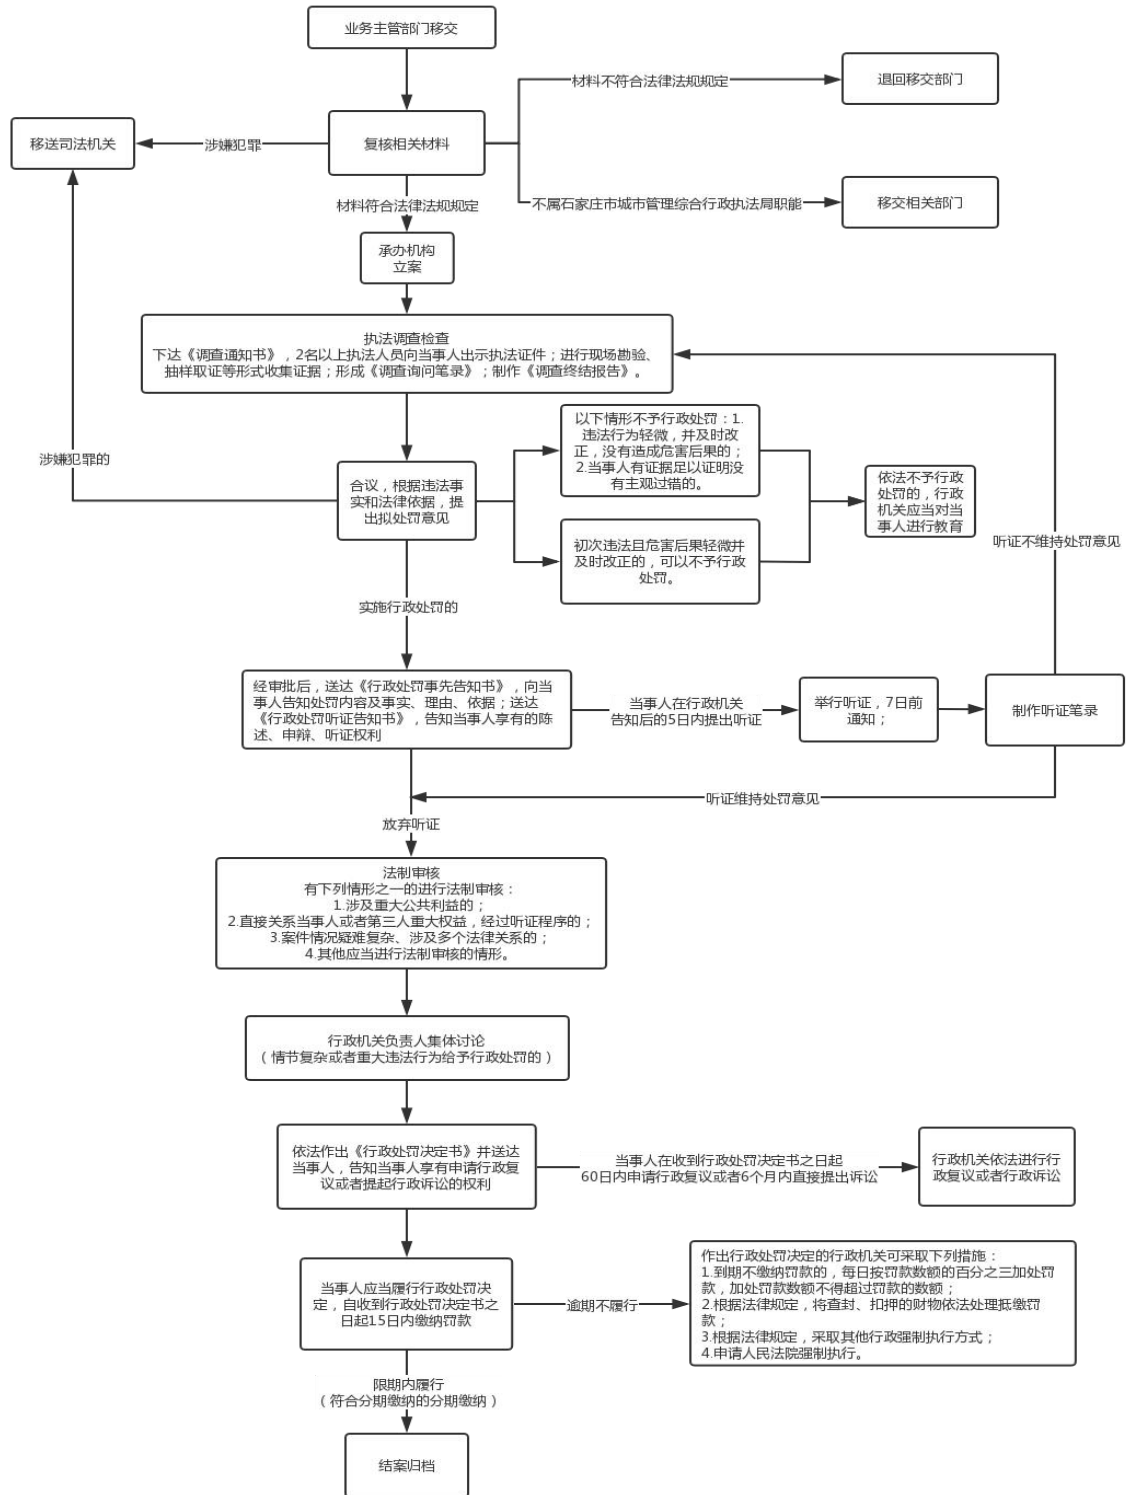 业务主管部门移交
材料不符合法律法规规定
退回移交部门
移送司法机关
涉嫌犯罪
复核相关材料
不属石家庄市城市管理综合行政执法局职能
移交相关部门
材料符合法律法规规定
承办机构
立案
执法调查检查
下达《调查通知书》，2名以上执法人员向当事人出示执法证件；进行现场勘验、
抽样取证等形式收集证据；形成《调查询问笔录》；制作《调查终结报告》。
涉嫌犯罪的
合议，根据违法事
实和法律依据，提
出拟处罚意见
以下情形不予行政处罚：1.
违法行为轻微，并及时改
正，没有造成危害后果的；
2.当事人有证据足以证明没
有主观过错的。
初次违法且危害后果轻微并
及时改正的，可以不予行政
处罚。
依法不予行政
处罚的，行政
机关应当对当
事人进行教育
听证不维持处罚意见
实施行政处罚的
经审批后，送达《行政处罚事先告知书》，向当
事人告知处罚内容及事实、理由、依据；送达
《行政处罚听证告知书》，告知当事人享有的陈
述、申辩、听证权利
当事人在行政机关
告知后的5日内提出听证
举行听证，7日前
通知；
制作听证笔录
听证维持处罚意见
放弃听证
法制审核
有下列情形之一的进行法制审核：
1.涉及重大公共利益的；
2.直接关系当事人或者第三人重大权益，经过听证程序的；
3.案件情况疑难复杂、涉及多个法律关系的；
4.其他应当进行法制审核的情形。
行政机关负责人集体讨论
（情节复杂或者重大违法行为给予行政处罚的）
依法作出《行政处罚决定书》并送达
当事人，告知当事人享有申请行政复
议或者提起行政诉讼的权利
当事人在收到行政处罚决定书之日起
60日内申请行政复议或者6个月内直接提出诉讼
行政机关依法进行行
政复议或者行政诉讼
当事人应当履行行政处罚决
定，自收到行政处罚决定书之
日起15日内缴纳罚款
逾期不履行
作出行政处罚决定的行政机关可采取下列措施：
1.到期不缴纳罚款的，每日按罚款数额的百分之三加处罚
款，加处罚款数额不得超过罚款的数额；
2.根据法律规定，将查封、扣押的财物依法处理抵缴罚
款；
3.根据法律规定，采取其他行政强制执行方式；
4.申请人民法院强制执行。
限期内履行
（符合分期缴纳的分期缴纳）
结案归档